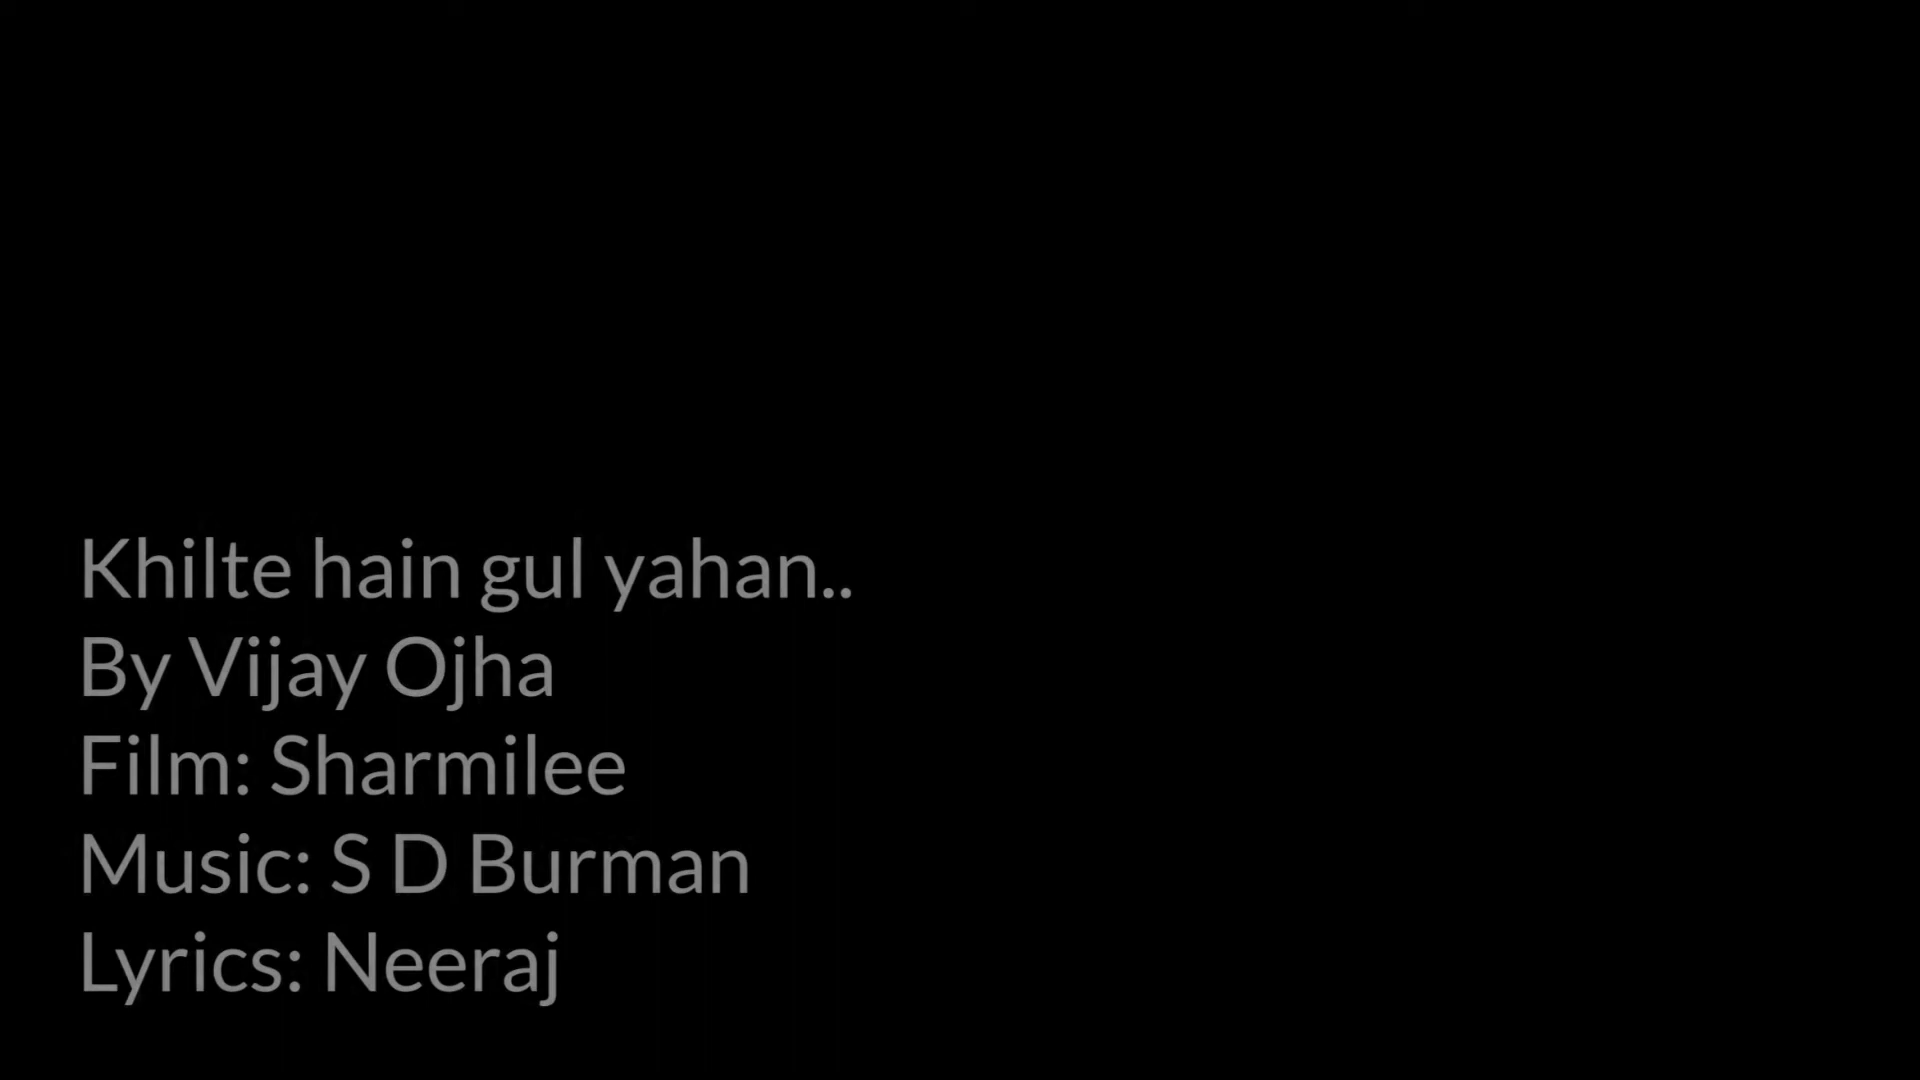 Khilte hain gul yahan..
By Vijay Ojha
Film: Sharmilee
Music: S D Burman
Lyrics: Neeraj